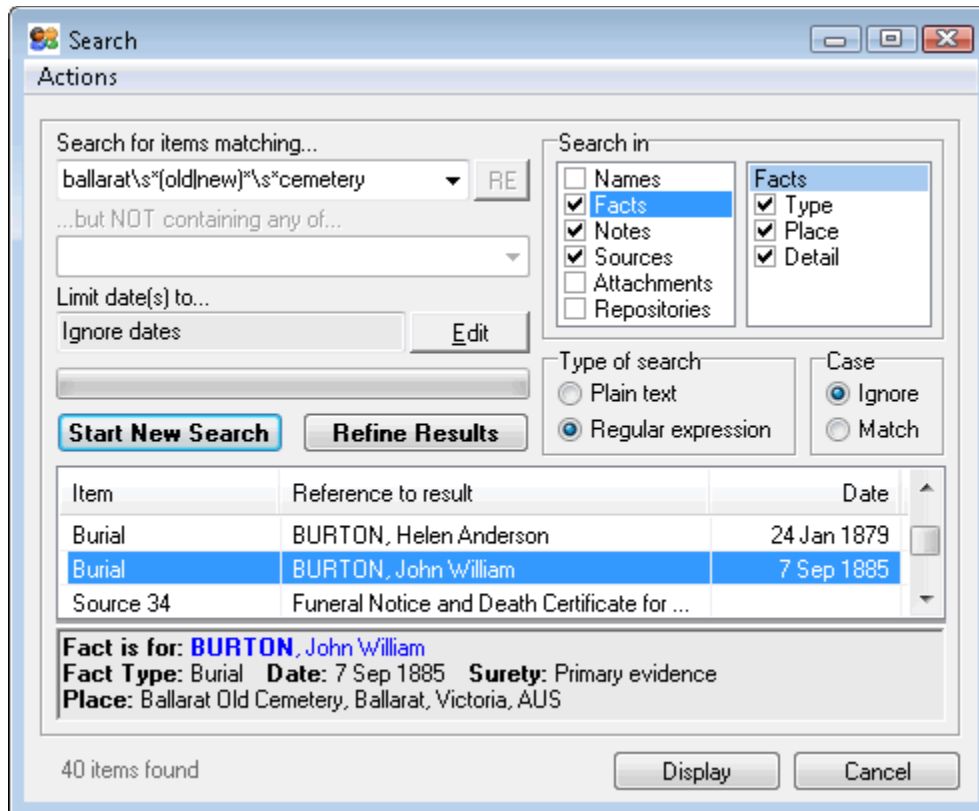 Search
Actions
Search for items matching...
ballarat\s*(old|new)*\s*cemetery
RE
...but NOT containing any of...
Limit date(s) to...
Ignore dates
Edit
Start New Search
Refine Results
Search in
Names
Facts
Notes
Sources
Attachments
Repositories
Facts
Type
Place
Detail
Type of search
Plain text
Regular expression
Case
Ignore
Match
Item Reference to result Date
Burial BURTON, Helen Anderson 24 Jan 1879
Burial BURTON, John William 7 Sep 1885
Source 34 Funeral Notice and Death Certificate for ...
Fact is for: BURTON, John William
Fact Type: Burial Date: 7 Sep 1885 Surety: Primary evidence
Place: Ballarat Old Cemetery, Ballarat, Victoria, AUS
40 items found
Display
Cancel